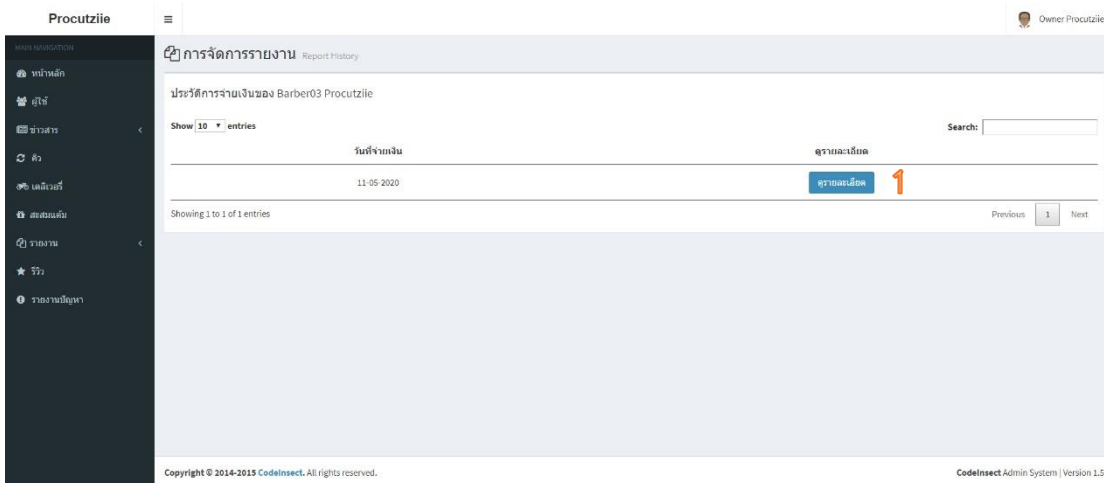 Procutziie
Owner Procutziie
MAIN NAVIGATION
หน้าหลัก
ผู้ใช้
ข่าวสาร
คิว
เดลิเวอรี่
สะสมแต้ม
รายงาน
รีวิว
รายงานปัญหา
การจัดการรายงาน Report History
ประวัติการจ่ายเงินของ Barber03 Procutziie
Show 10 entries
Search:
วันที่จ่ายเงิน ดูรายละเอียด
11-05-2020 ดูรายละเอียด 1
Showing 1 to 1 of 1 entries
Previous 1 Next
Copyright © 2014-2015 CodeInsect. All rights reserved.
CodeInsect Admin System | Version 1.5